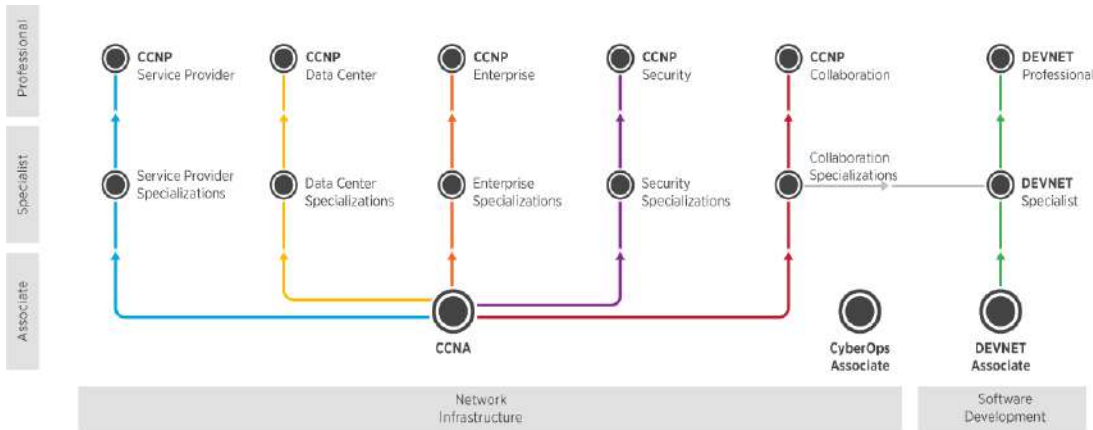 Professional
CCNP
Service Provider
CCNP
Data Center
CCNP
Enterprise
CCNP
Security
CCNP
Collaboration
DEVNET
Professional
Specialist
Service Provider
Specializations
Data Center
Specializations
Enterprise
Specializations
Security
Specializations
Collaboration
Specializations
DEVNET
Specialist
Associate
CCNA
CyberOps
Associate
DEVNET
Associate
Network
Infrastructure
Software
Development